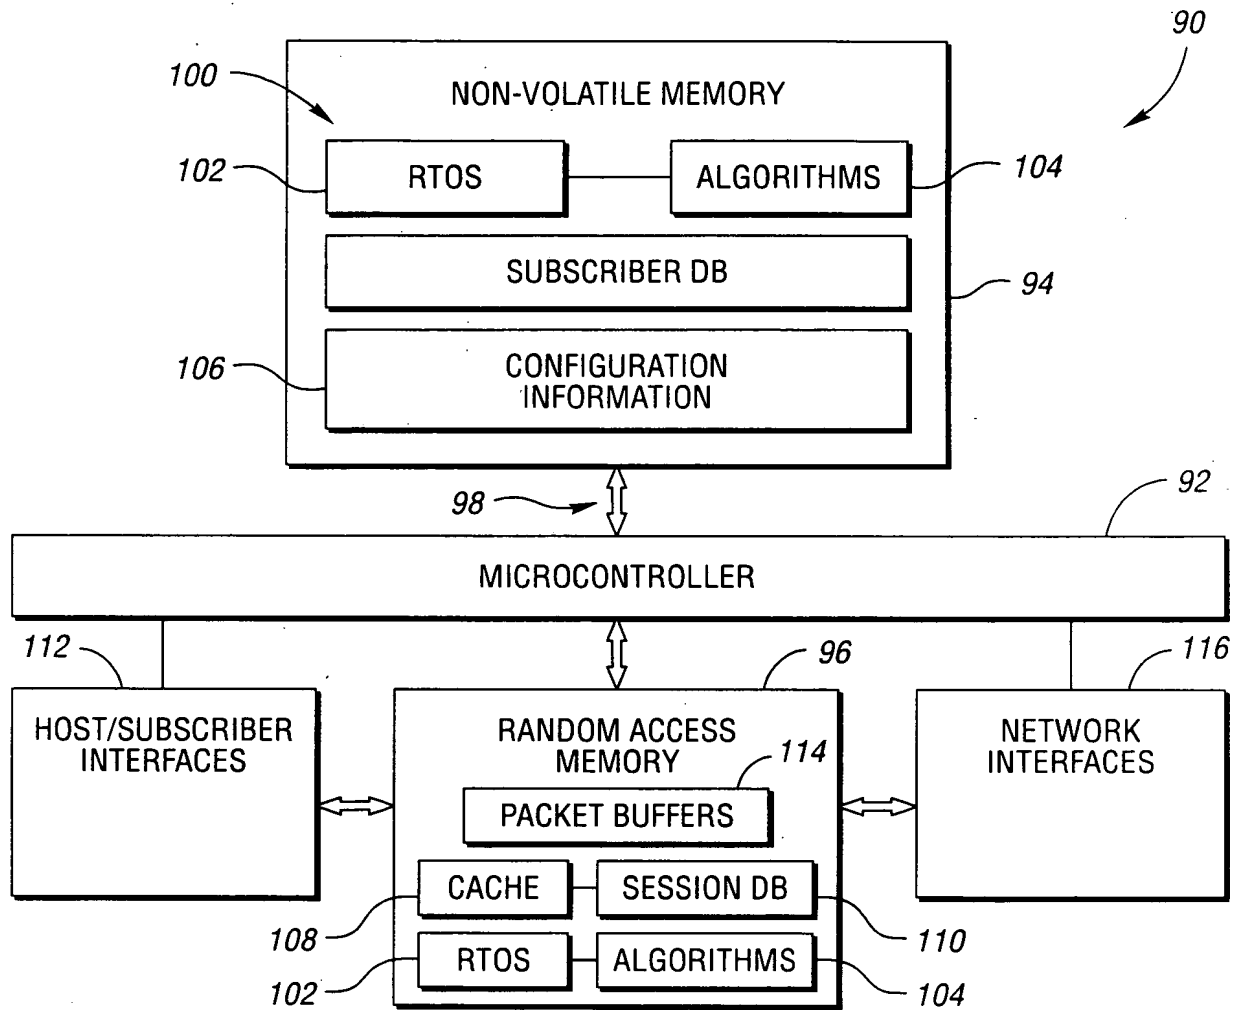 90
100
NON-VOLATILE MEMORY
102
RTOS
ALGORITHMS
104
SUBSCRIBER DB
94
106
CONFIGURATION
INFORMATION
98
92
MICROCONTROLLER
112
96
116
HOST/SUBSCRIBER
INTERFACES
RANDOM ACCESS
MEMORY
114
NETWORK
INTERFACES
PACKET BUFFERS
CACHE
SESSION DB
108
110
RTOS
ALGORITHMS
102
104